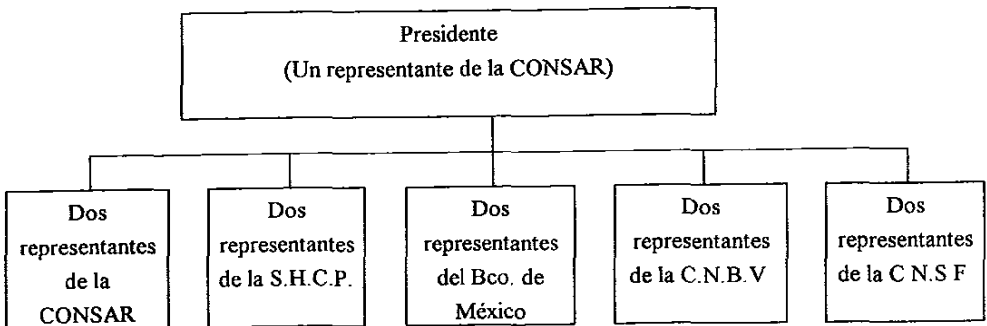 Presidente
(Un representante de la CONSAR)
Dos
representantes
de la
CONSAR
Dos
representantes
de la S.H.C.P.
Dos
representantes
del Bco. de
México
Dos
representantes
de la C.N.B.V
Dos
representantes
de la C N.S F